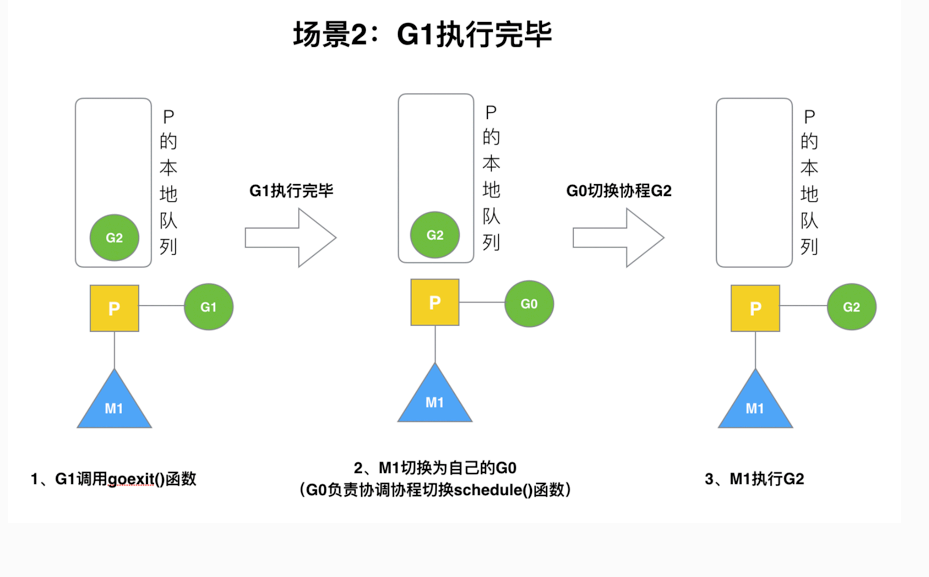 场景2：G1执行完毕
P的本地队列
G2
P
G1
M1
1、G1调用goexit()函数
G1执行完毕
P的本地队列
G2
P
G0
M1
2、M1切换为自己的G0
（G0负责协调协程切换schedule()函数）
G0切换协程G2
P的本地队列
P
G2
M1
3、M1执行G2